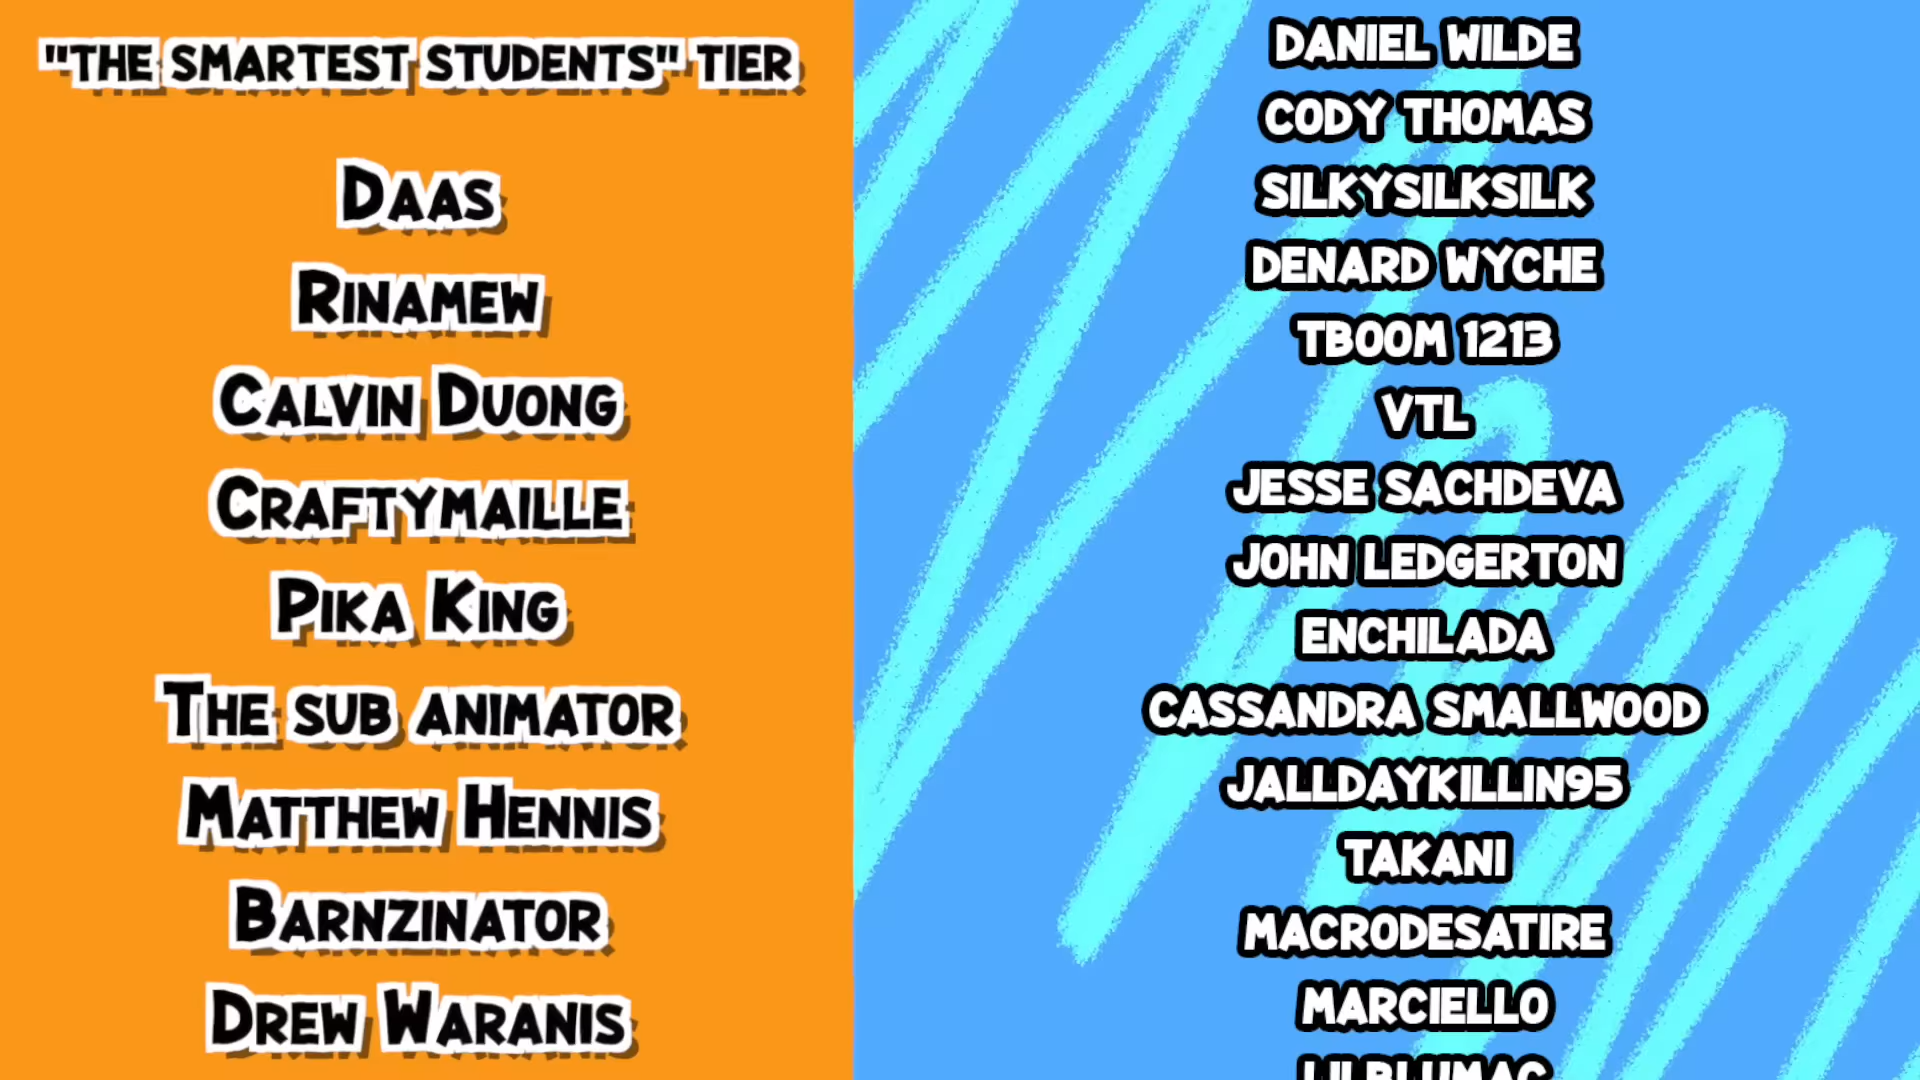 "THE SMARTEST STUDENTS" TIER
DAAS
RINAMEW
CALVIN DUONG
CRAFTYMAILLE
PIKA KING
THE SUB ANIMATOR
MATTHEW HENNIS
BARNZINATOR
DREW WARANIS
DANIEL WILDE
CODY THOMAS
SILKYSILKSILK
DENARD WYCHE
TBOOM 1213
VTL
JESSE SACHDEVA
JOHN LEDGERTON
ENCHILADA
CASSANDRA SMALLWOOD
JALLDAYKILLIN95
TAKANI
MACRODESATIRE
MARCIELLO